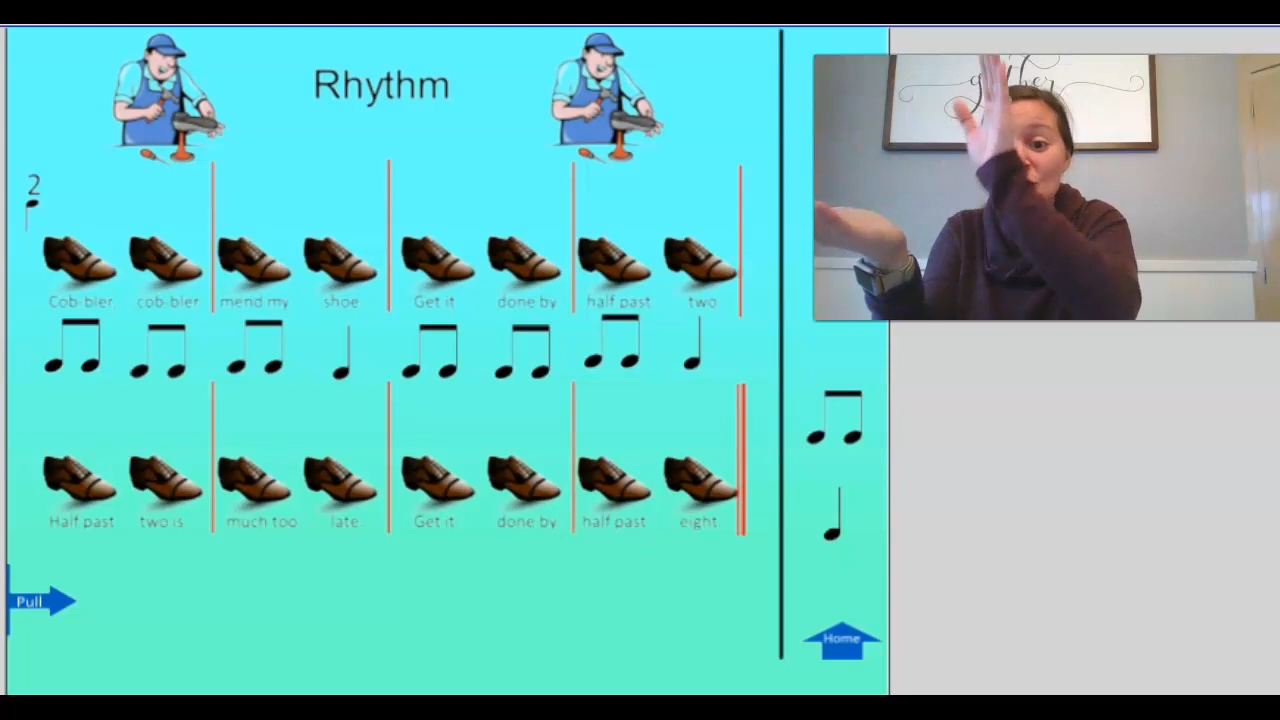 Rhythm
gather
2
Cob-bler, cob-bler mend my shoe Get it done by half past two
Half past two is much too late. Get it done by half past eight.
Pull
Home